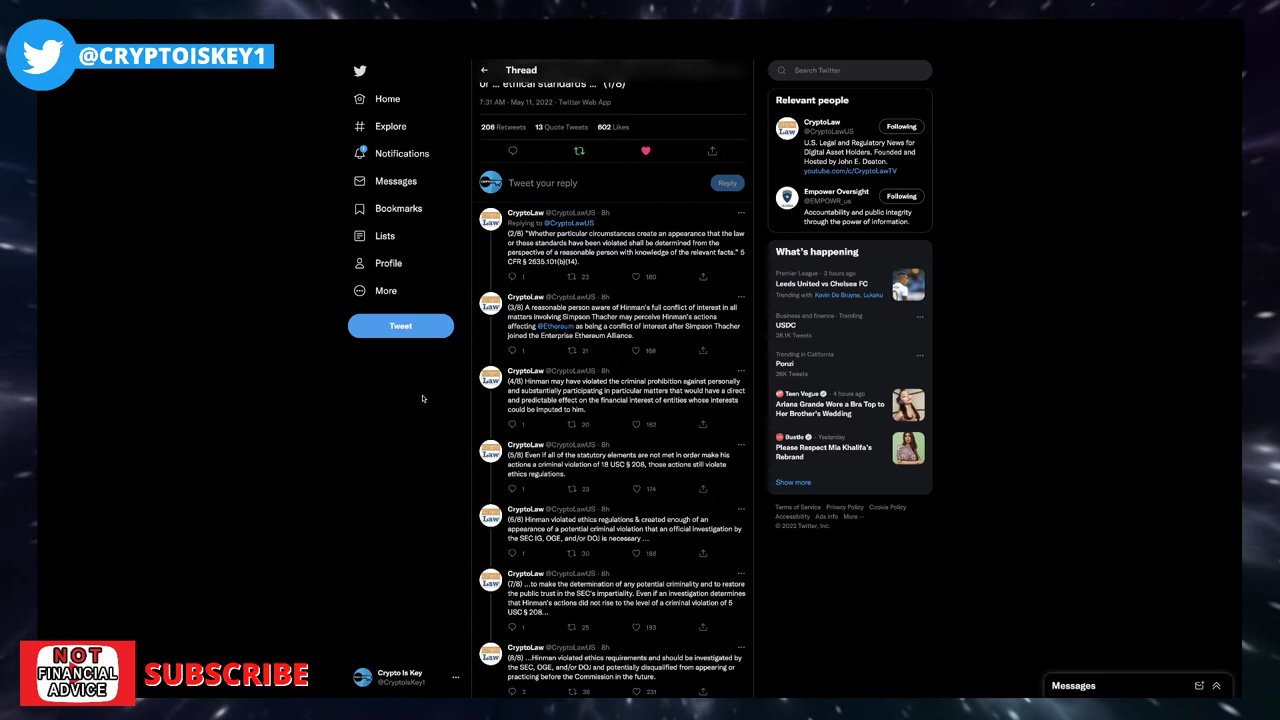 @CRYPTOISKEY1
Home
Explore
Notifications
Messages
Bookmarks
Lists
Profile
More
Tweet
Crypto Is Key
@CryptoIsKey1
NOT
FINANCIAL
ADVICE
SUBSCRIBE
Thread
or ... ethical standards ... " (1/8)
7:31 AM · May 11, 2022 · Twitter Web App
206 Retweets 13 Quote Tweets 602 Likes
Tweet your reply
Reply
CryptoLaw @CryptoLawUS · 8h
Replying to @CryptoLawUS
(2/8) "Whether particular circumstances create an appearance that the law
or these standards have been violated shall be determined from the
perspective of a reasonable person with knowledge of the relevant facts." 5
CFR § 2635.101(b)(14).
1 23 180
CryptoLaw @CryptoLawUS · 8h
(3/8) A reasonable person aware of Hinman's full conflict of interest in all
matters involving Simpson Thacher may perceive Hinman's actions
affecting @Ethereum as being a conflict of interest after Simpson Thacher
joined the Enterprise Ethereum Alliance.
1 21 168
CryptoLaw @CryptoLawUS · 8h
(4/8) Hinman may have violated the criminal prohibition against personally
and substantially participating in particular matters that would have a direct
and predictable effect on the financial interest of entities whose interests
could be imputed to him.
1 20 162
CryptoLaw @CryptoLawUS · 8h
(5/8) Even if all of the statutory elements are not met in order make his
actions a criminal violation of 18 USC § 208, those actions still violate
ethics regulations.
1 23 174
CryptoLaw @CryptoLawUS · 8h
(6/8) Hinman violated ethics regulations & created enough of an
appearance of a potential criminal violation that an official investigation by
the SEC IG, OGE, and/or DOJ is necessary ...
1 30 186
CryptoLaw @CryptoLawUS · 8h
(7/8) ...to make the determination of any potential criminality and to restore
the public trust in the SEC's impartiality. Even if an investigation determines
that Hinman's actions did not rise to the level of a criminal violation of 5
USC § 208...
1 25 193
CryptoLaw @CryptoLawUS · 8h
(8/8) ...Hinman violated ethics requirements and should be investigated by
the SEC, OGE, and/or DOJ and potentially disqualified from appearing or
practicing before the Commission in the future.
2 36 231
Search Twitter
Relevant people
CryptoLaw
@CryptoLawUS
Following
U.S. Legal and Regulatory News for
Digital Asset Holders. Founded and
Hosted by John E. Deaton.
youtube.com/c/CryptoLawTV
Empower Oversight
@EMPOWR_us
Following
Accountability and public integrity
through the power of information.
What's happening
Premier League · 2 hours ago
Leeds United vs Chelsea FC
Trending with Kevin De Bruyne, Lukaku
Business and finance · Trending
USDC
28.1K Tweets
Trending in California
Ponzi
26K Tweets
Teen Vogue · 4 hours ago
Ariana Grande Wore a Bra Top to
Her Brother's Wedding
Bustle · Yesterday
Please Respect Mia Khalifa's
Rebrand
Show more
Terms of Service Privacy Policy Cookie Policy
Accessibility Ads info More ···
© 2022 Twitter, Inc.
Messages